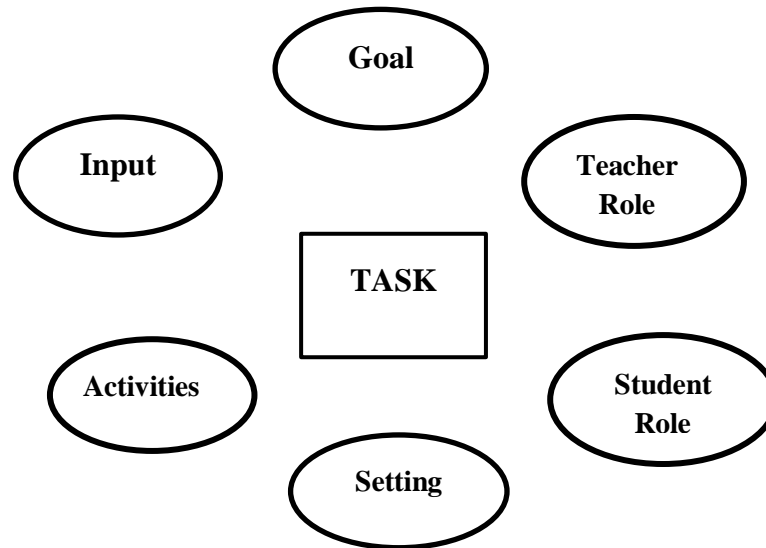 Goal
Input
Teacher
Role
TASK
Activities
Student
Role
Setting